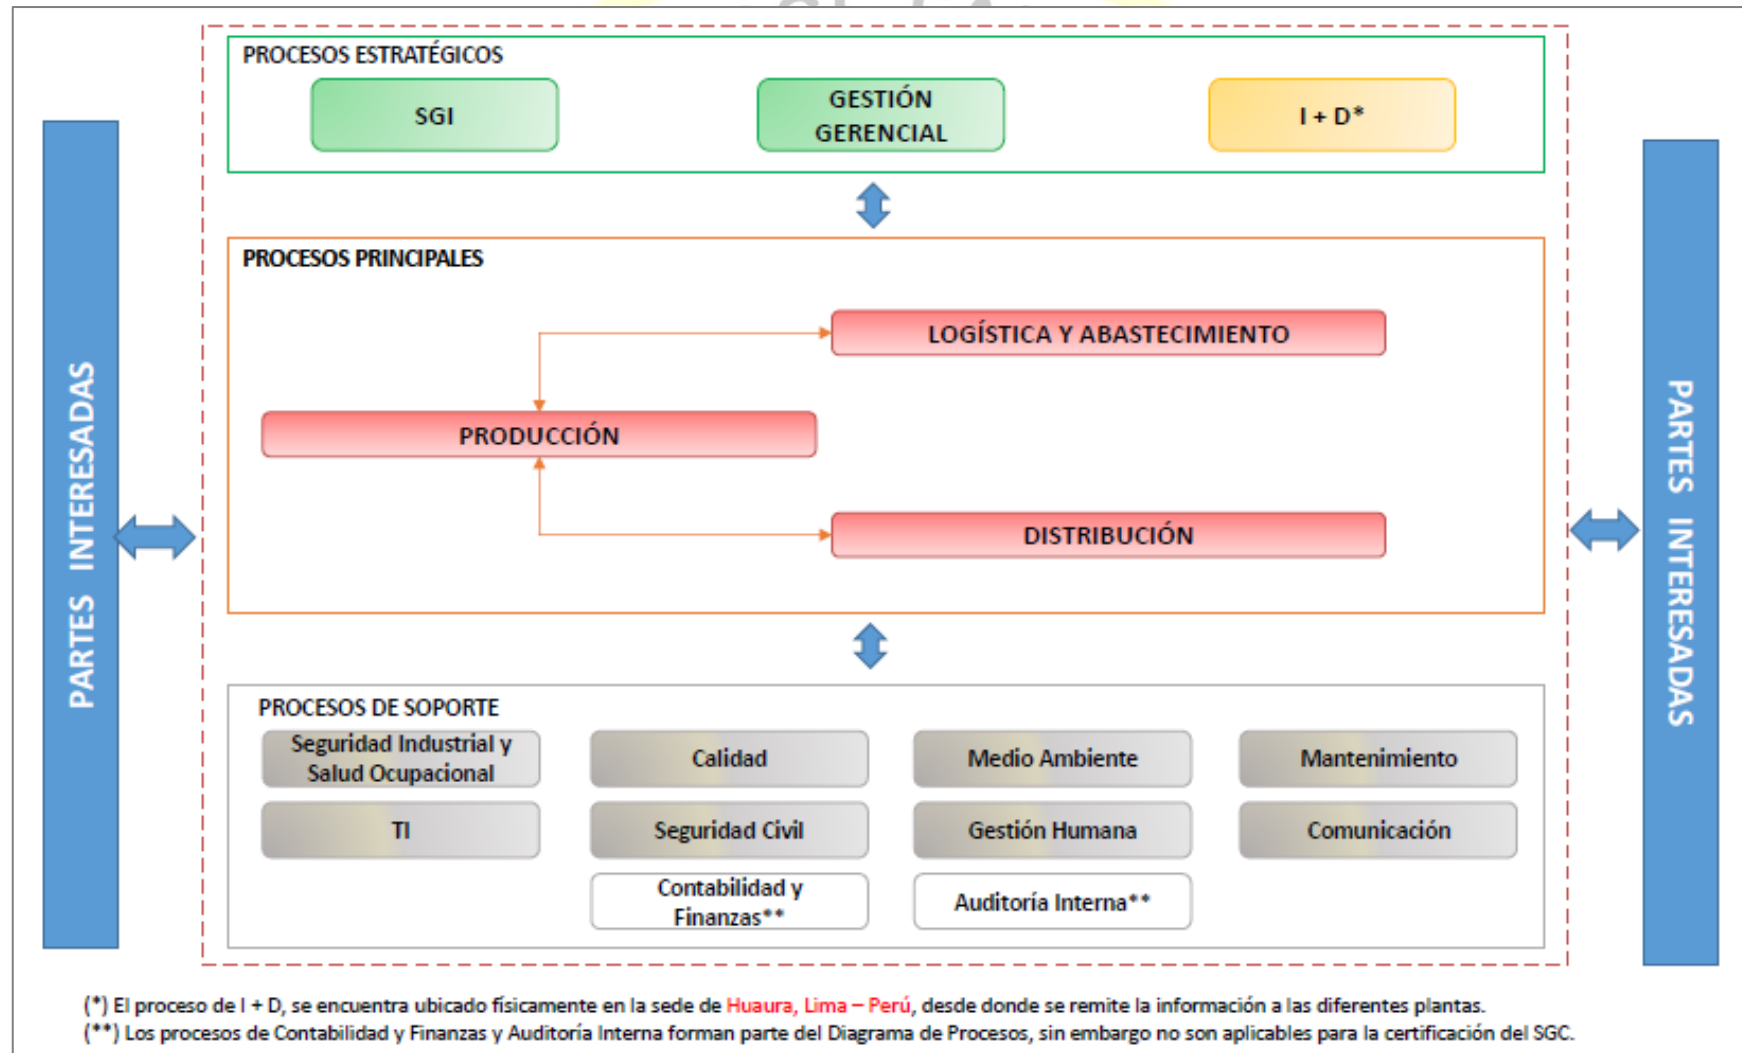 PROCESOS ESTRATÉGICOS
SGI
GESTIÓN
GERENCIAL
I + D*
PARTES INTERESADAS
PROCESOS PRINCIPALES
LOGÍSTICA Y ABASTECIMIENTO
PRODUCCIÓN
DISTRIBUCIÓN
PARTES INTERESADAS
PROCESOS DE SOPORTE
Seguridad Industrial y
Salud Ocupacional
Calidad
Medio Ambiente
Mantenimiento
TI
Seguridad Civil
Gestión Humana
Comunicación
Contabilidad y
Finanzas**
Auditoría Interna**
(*) El proceso de I + D, se encuentra ubicado físicamente en la sede de Huaura, Lima – Perú, desde donde se remite la información a las diferentes plantas.
(**) Los procesos de Contabilidad y Finanzas y Auditoría Interna forman parte del Diagrama de Procesos, sin embargo no son aplicables para la certificación del SGC.